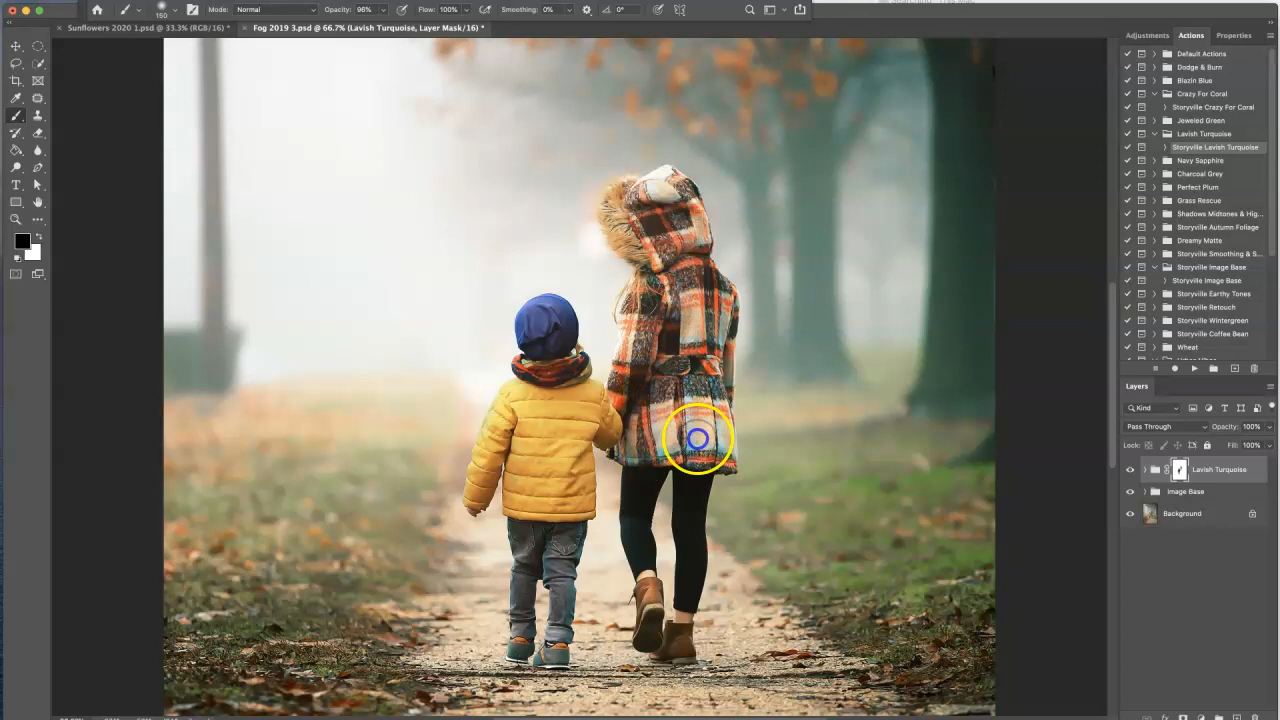 150 Mode: Normal Opacity: 96% Flow: 100% Smoothing: 0% 0°
Sunflowers 2020 1.psd @ 33.3% (RGB/16) * Fog 2019 3.psd @ 66.7% (Lavish Turquoise, Layer Mask/16) *
Adjustments Actions Properties
Default Actions
Dodge & Burn
Blazin Blue
Crazy For Coral
Storyville Crazy For Coral
Jeweled Green
Lavish Turquoise
Storyville Lavish Turquoise
Navy Sapphire
Charcoal Grey
Perfect Plum
Grass Rescue
Shadows Midtones & Hig...
Storyville Autumn Foliage
Dreamy Matte
Storyville Smoothing & S...
Storyville Image Base
Storyville Image Base
Storyville Earthy Tones
Storyville Retouch
Storyville Wintergreen
Storyville Coffee Bean
Wheat
Layers
Kind
Pass Through Opacity: 100%
Lock: Fill: 100%
Lavish Turquoise
Image Base
Background